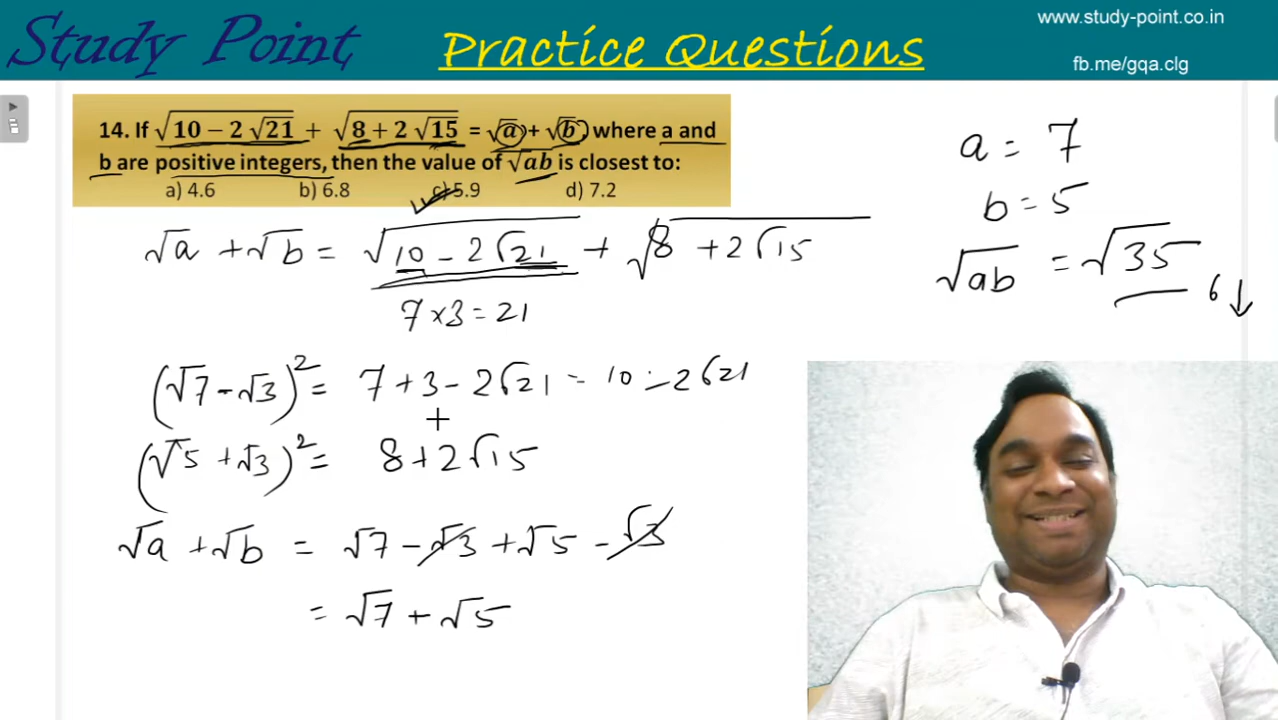 Study Point
Practice Questions
www.study-point.co.in
fb.me/gqa.clg
14. If √(10 − 2√21) + √(8 + 2√15) = √a + √b, where a and
b are positive integers, then the value of √ab is closest to:
a) 4.6 b) 6.8 c) 5.9 d) 7.2
√a + √b = √(10 − 2√21) + √(8 + 2√15)
7 × 3 = 21
(√7 − √3)² = 7 + 3 − 2√21 = 10 − 2√21
+
(√5 + √3)² = 8 + 2√15
√a + √b = √7 − √3 + √5 − √3
= √7 + √5
a = 7
b = 5
√ab = √35
6 ↓